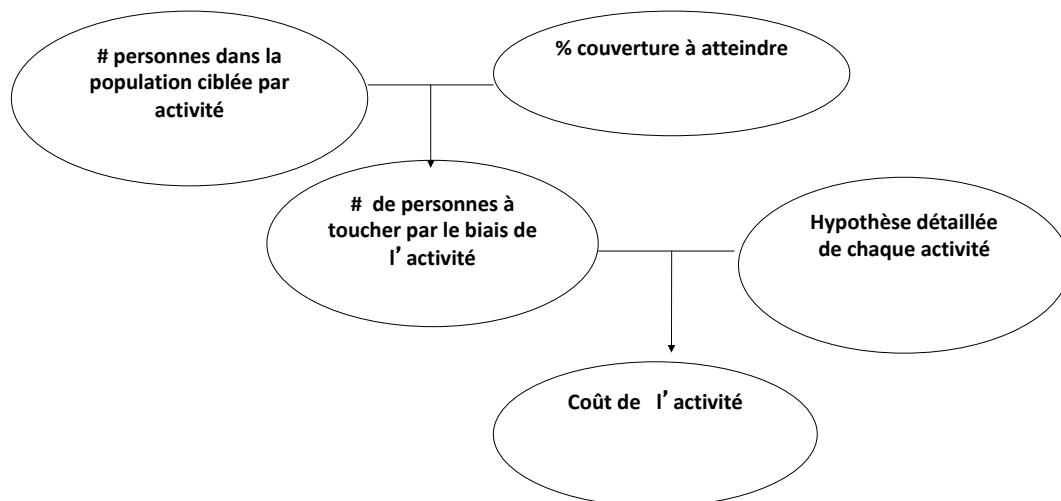 # personnes dans la
population ciblée par
activité
% couverture à atteindre
# de personnes à
toucher par le biais de
l’ activité
Hypothèse détaillée
de chaque activité
Coût de l’ activité